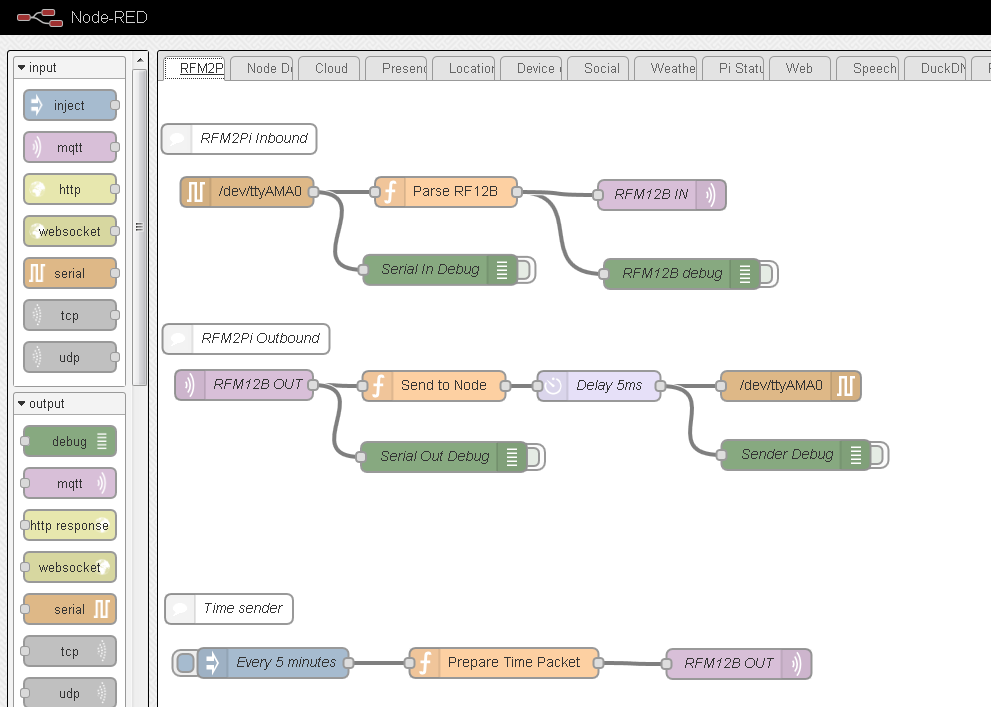 Node-RED
input
inject
mqtt
http
websocket
serial
tcp
udp
output
debug
mqtt
http response
websocket
serial
tcp
udp
RFM2P
Node De
Cloud
Presenc
Location
Device
Social
Weathe
Pi Statu
Web
Speech
DuckDN
RFM2Pi Inbound
/dev/ttyAMA0
Parse RF12B
RFM12B IN
Serial In Debug
RFM12B debug
RFM2Pi Outbound
RFM12B OUT
Send to Node
Delay 5ms
/dev/ttyAMA0
Serial Out Debug
Sender Debug
Time sender
Every 5 minutes
Prepare Time Packet
RFM12B OUT